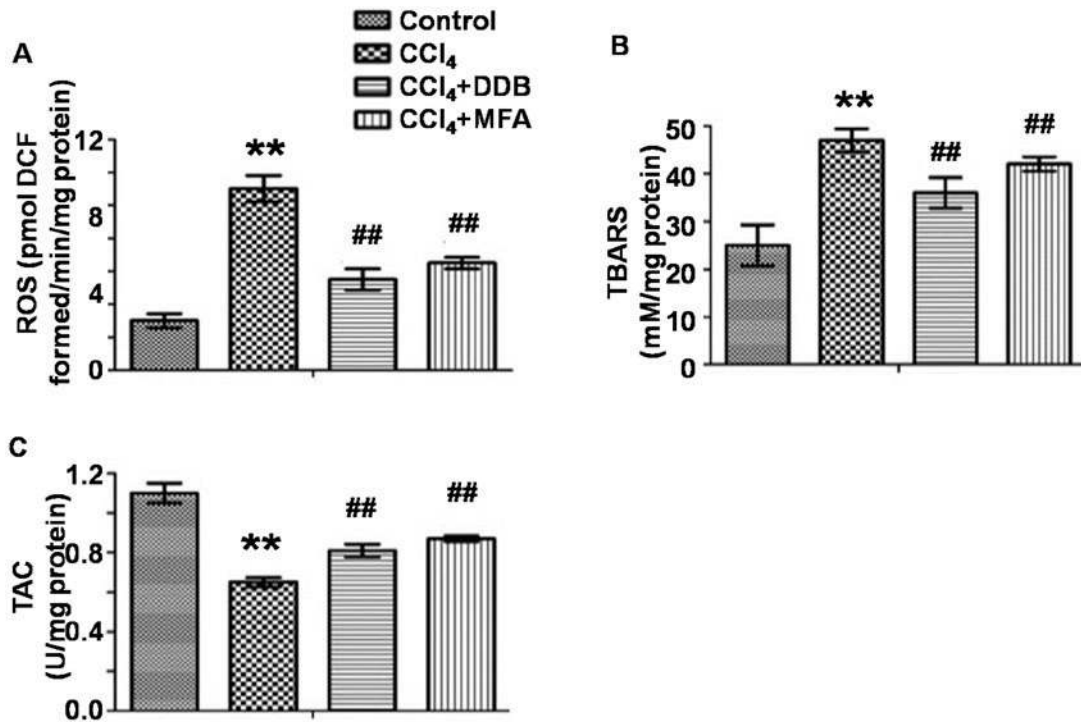 A
Control
CCl₄
CCl₄+DDB
CCl₄+MFA
ROS (pmol DCF
formed/min/mg protein)
12
8
4
0
**
##
##
B
TBARS
(mM/mg protein)
50
40
30
20
10
0
**
##
##
C
TAC
(U/mg protein)
1.2
0.8
0.4
0.0
**
##
##